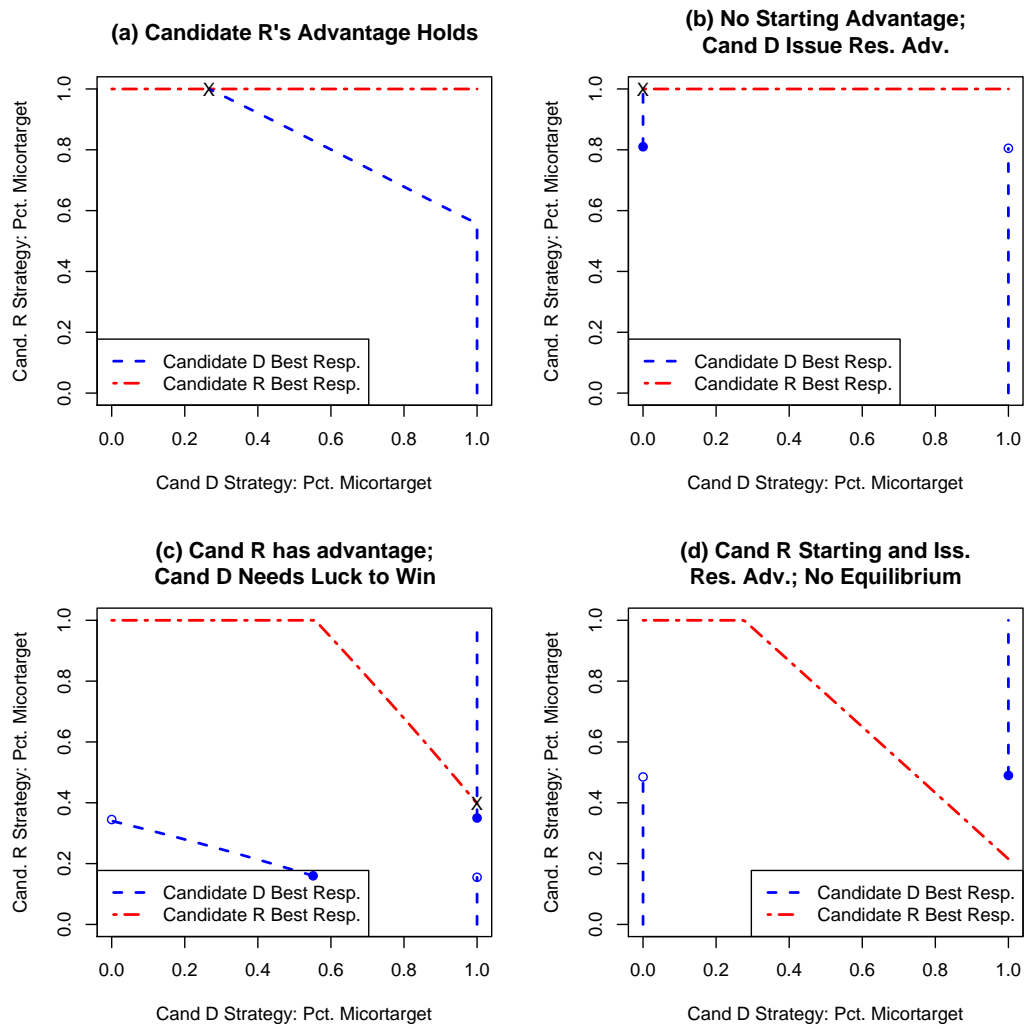 (a) Candidate R's Advantage Holds
Cand. R Strategy: Pct. Micortarget
1.0
0.8
0.6
0.4
0.2
0.0
X
Candidate D Best Resp.
Candidate R Best Resp.
0.0 0.2 0.4 0.6 0.8 1.0
Cand D Strategy: Pct. Micortarget
(b) No Starting Advantage;
Cand D Issue Res. Adv.
Cand. R Strategy: Pct. Micortarget
1.0
0.8
0.6
0.4
0.2
0.0
X
Candidate D Best Resp.
Candidate R Best Resp.
0.0 0.2 0.4 0.6 0.8 1.0
Cand D Strategy: Pct. Micortarget
(c) Cand R has advantage;
Cand D Needs Luck to Win
Cand. R Strategy: Pct. Micortarget
1.0
0.8
0.6
0.4
0.2
0.0
X
Candidate D Best Resp.
Candidate R Best Resp.
0.0 0.2 0.4 0.6 0.8 1.0
Cand D Strategy: Pct. Micortarget
(d) Cand R Starting and Iss.
Res. Adv.; No Equilibrium
Cand. R Strategy: Pct. Micortarget
1.0
0.8
0.6
0.4
0.2
0.0
Candidate D Best Resp.
Candidate R Best Resp.
0.0 0.2 0.4 0.6 0.8 1.0
Cand D Strategy: Pct. Micortarget